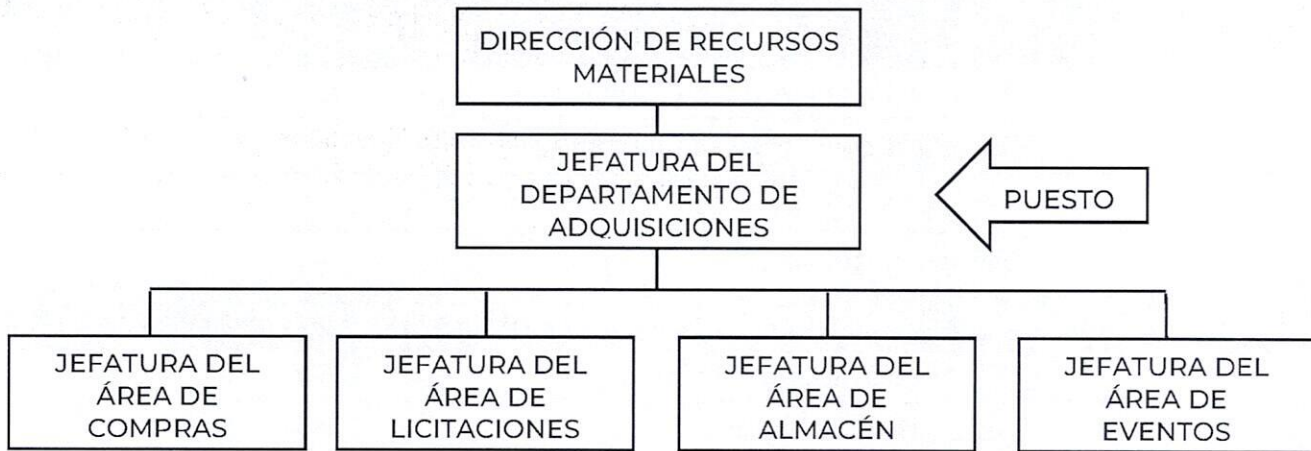 DIRECCIÓN DE RECURSOS
MATERIALES
JEFATURA DEL
DEPARTAMENTO DE
ADQUISICIONES
PUESTO
JEFATURA DEL
ÁREA DE
COMPRAS
JEFATURA DEL
ÁREA DE
LICITACIONES
JEFATURA DEL
ÁREA DE
ALMACÉN
JEFATURA DEL
ÁREA DE
EVENTOS